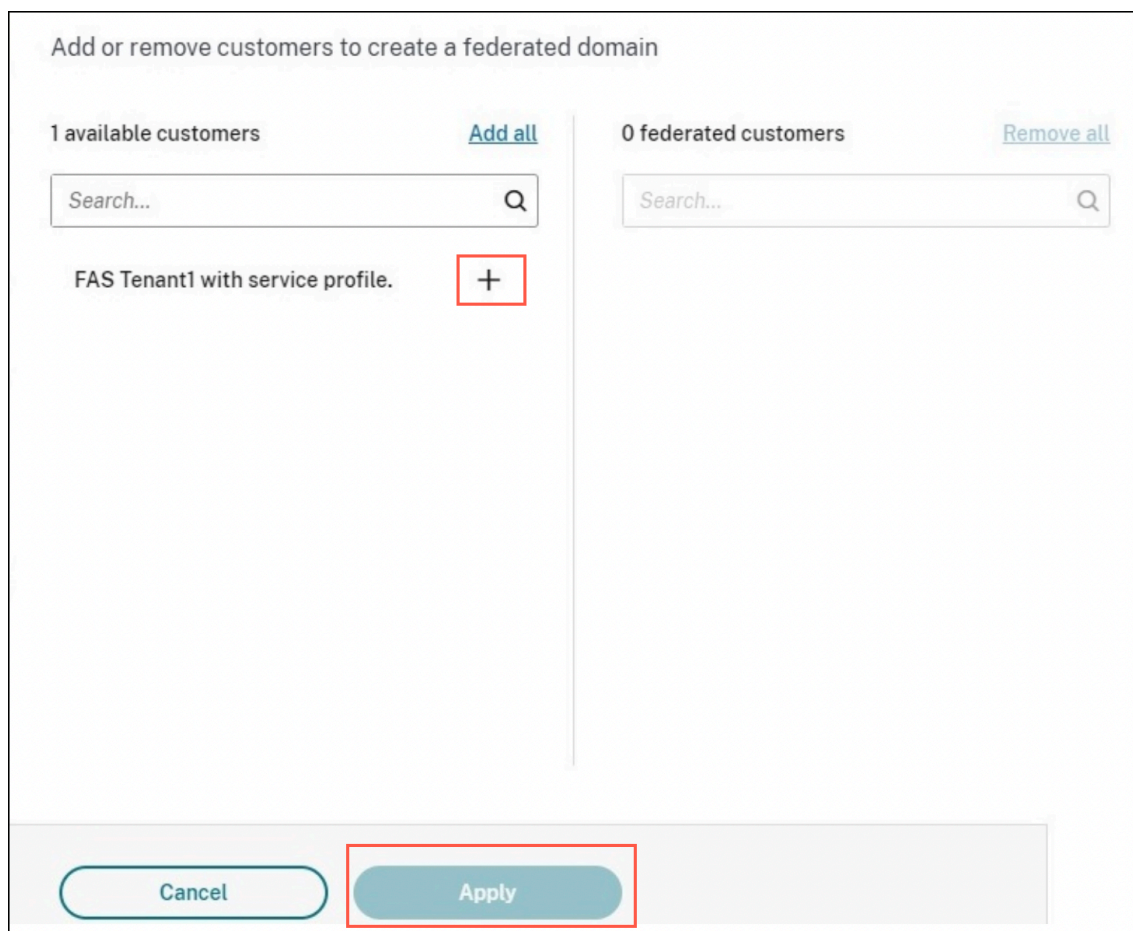 Add or remove customers to create a federated domain
1 available customers
Add all
Search...
FAS Tenant1 with service profile.
0 federated customers
Remove all
Search...
Cancel
Apply